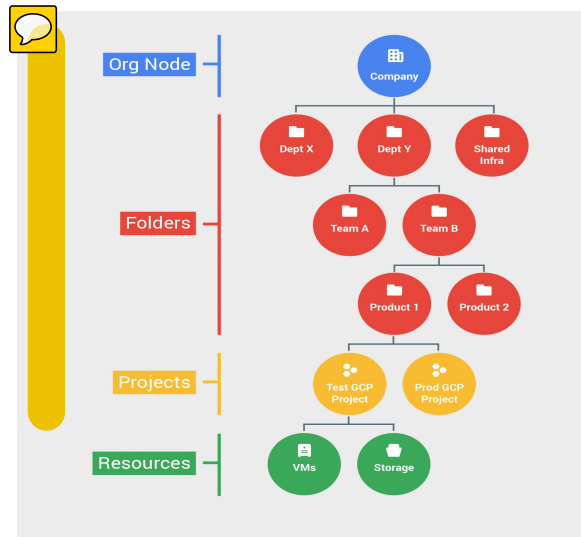 Org Node
Company
Dept X
Dept Y
Shared
Infra
Folders
Team A
Team B
Product 1
Product 2
Projects
Test GCP
Project
Prod GCP
Project
Resources
VMs
Storage